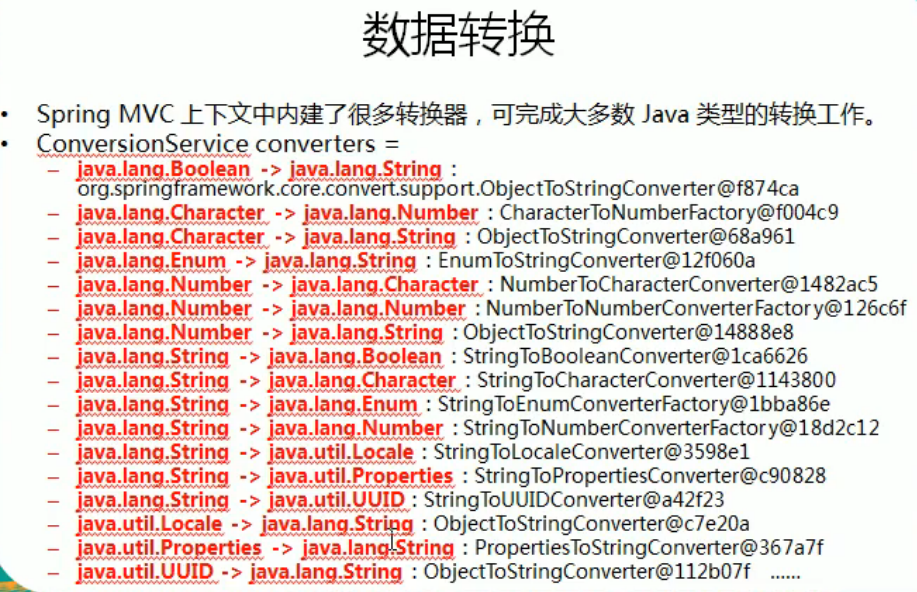 数据转换
• Spring MVC 上下文中内建了很多转换器，可完成大多数 Java 类型的转换工作。
• ConversionService converters =
– java.lang.Boolean -> java.lang.String :
org.springframework.core.convert.support.ObjectToStringConverter@f874ca
– java.lang.Character -> java.lang.Number : CharacterToNumberFactory@f004c9
– java.lang.Character -> java.lang.String : ObjectToStringConverter@68a961
– java.lang.Enum -> java.lang.String : EnumToStringConverter@12f060a
– java.lang.Number -> java.lang.Character : NumberToCharacterConverter@1482ac5
– java.lang.Number -> java.lang.Number : NumberToNumberConverterFactory@126c6f
– java.lang.Number -> java.lang.String : ObjectToStringConverter@14888e8
– java.lang.String -> java.lang.Boolean : StringToBooleanConverter@1ca6626
– java.lang.String -> java.lang.Character : StringToCharacterConverter@1143800
– java.lang.String -> java.lang.Enum : StringToEnumConverterFactory@1bba86e
– java.lang.String -> java.lang.Number : StringToNumberConverterFactory@18d2c12
– java.lang.String -> java.util.Locale : StringToLocaleConverter@3598e1
– java.lang.String -> java.util.Properties : StringToPropertiesConverter@c90828
– java.lang.String -> java.util.UUID : StringToUUIDConverter@a42f23
– java.util.Locale -> java.lang.String : ObjectToStringConverter@c7e20a
– java.util.Properties -> java.lang.String : PropertiesToStringConverter@367a7f
– java.util.UUID -> java.lang.String : ObjectToStringConverter@112b07f ......